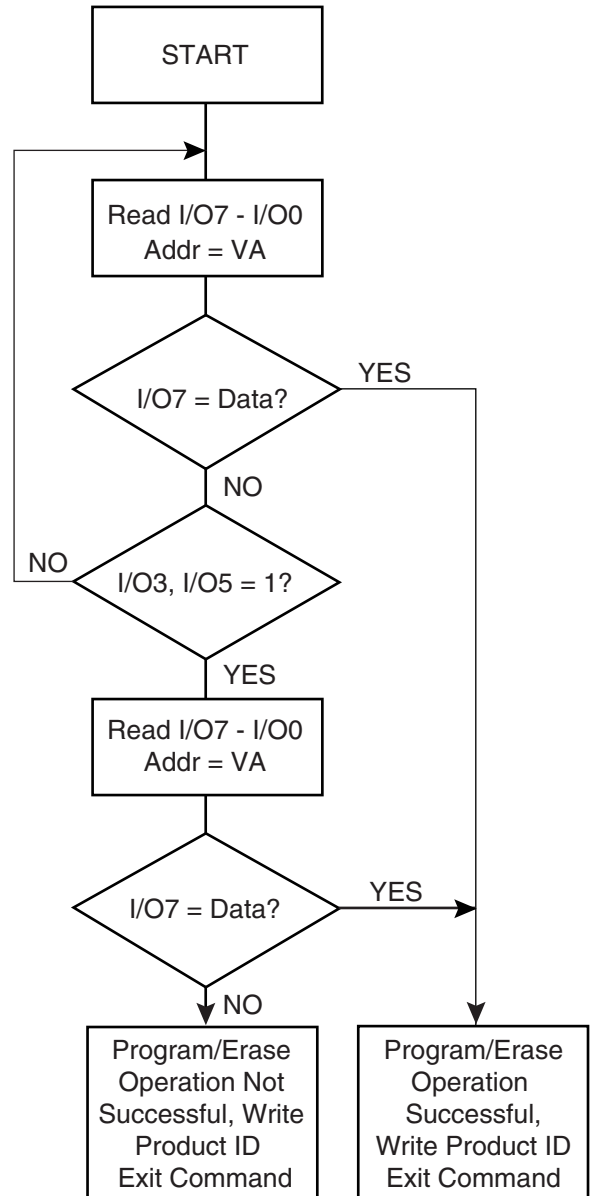 START
Read I/O7 - I/O0
Addr = VA
I/O7 = Data?
YES
NO
I/O3, I/O5 = 1?
NO
YES
Read I/O7 - I/O0
Addr = VA
I/O7 = Data?
YES
NO
Program/Erase
Operation Not
Successful, Write
Product ID
Exit Command
Program/Erase
Operation
Successful,
Write Product ID
Exit Command